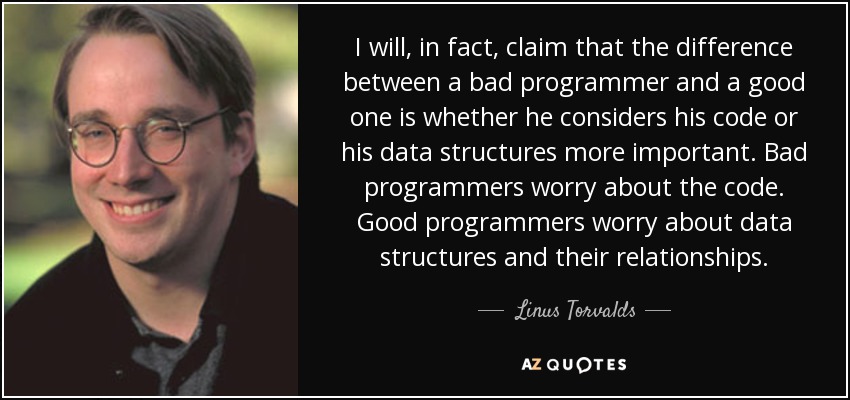 I will, in fact, claim that the difference
between a bad programmer and a good
one is whether he considers his code or
his data structures more important. Bad
programmers worry about the code.
Good programmers worry about data
structures and their relationships.
Linus Torvalds
AZ QUOTES